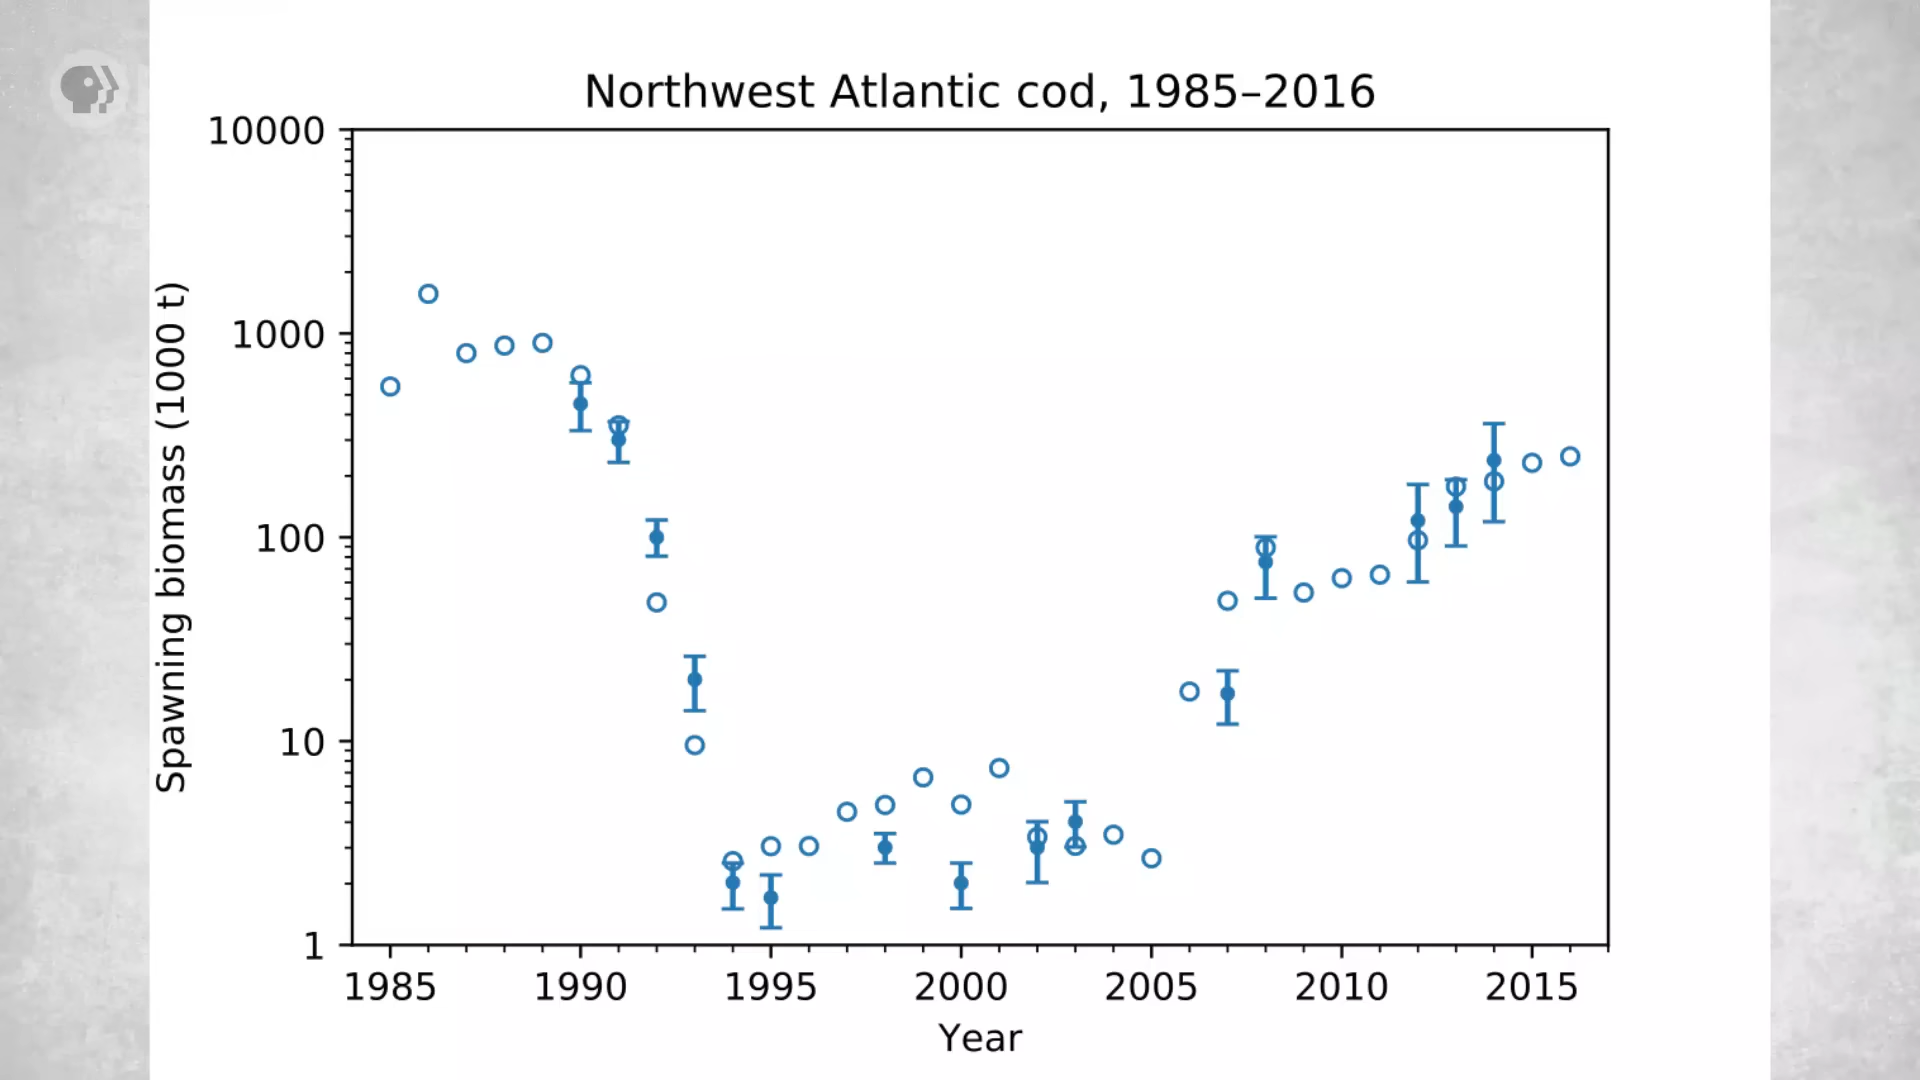 Northwest Atlantic cod, 1985–2016
10000
1000
100
10
1
Spawning biomass (1000 t)
1985 1990 1995 2000 2005 2010 2015
Year